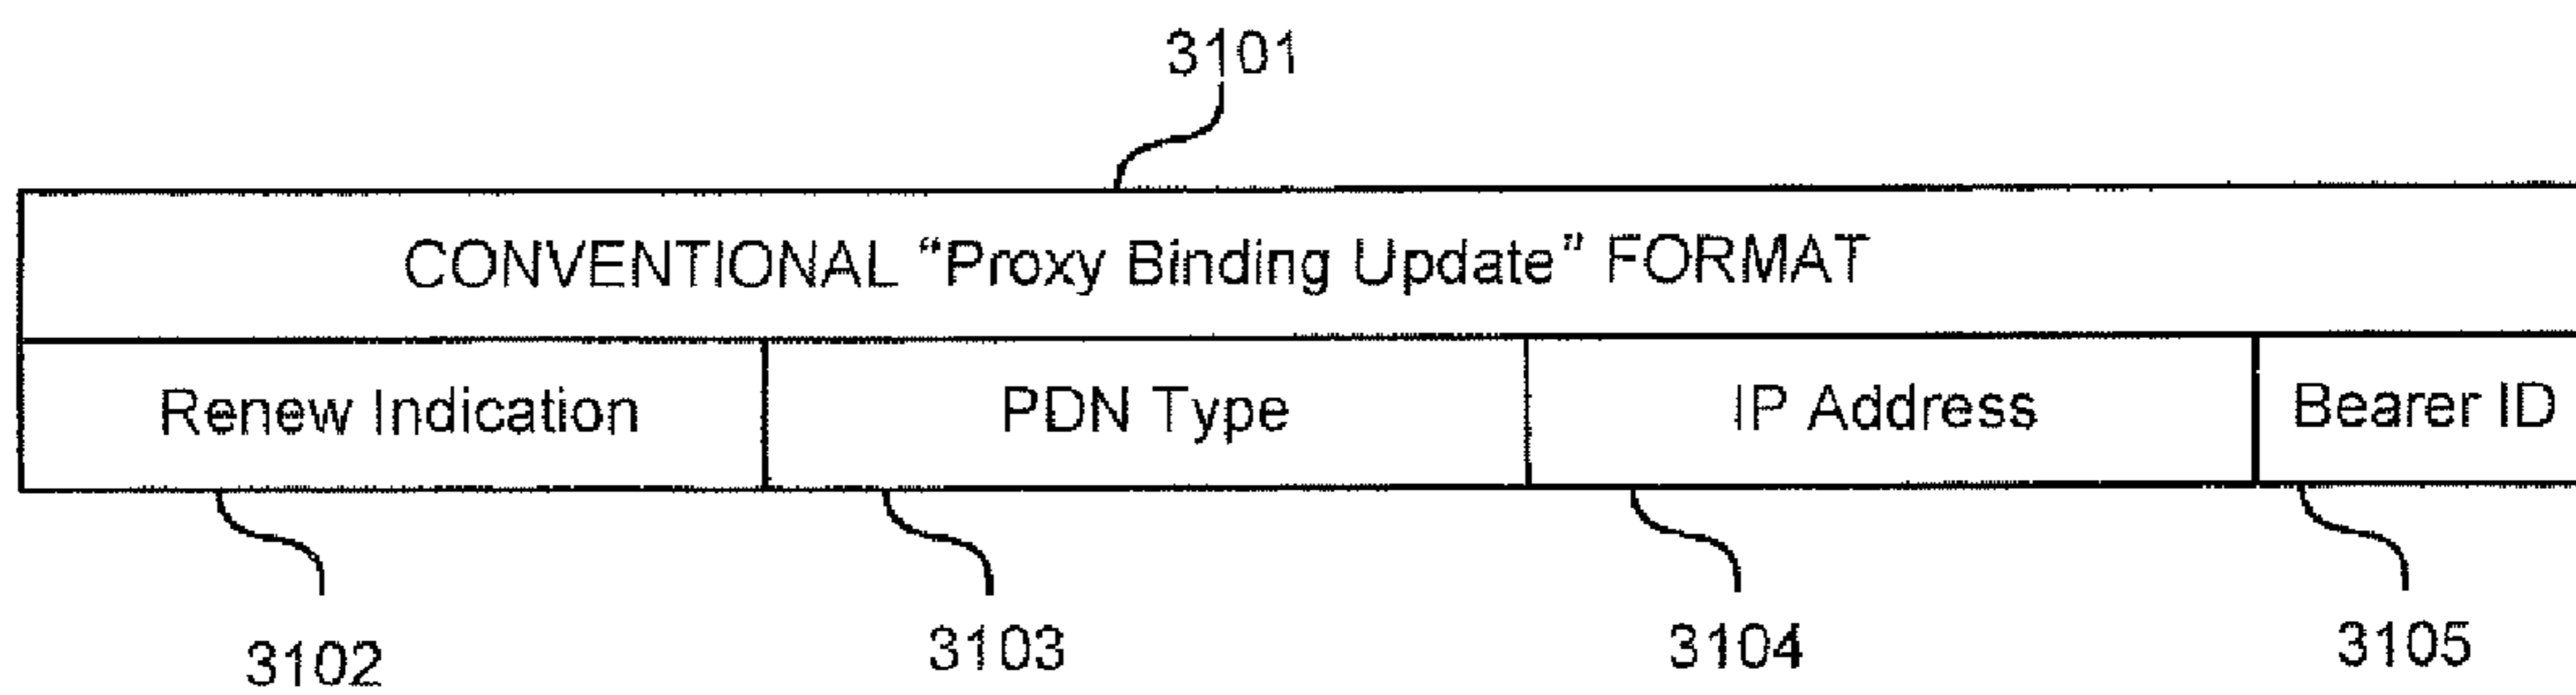 3101
CONVENTIONAL “Proxy Binding Update” FORMAT
Renew Indication PDN Type IP Address Bearer ID
3102 3103 3104 3105